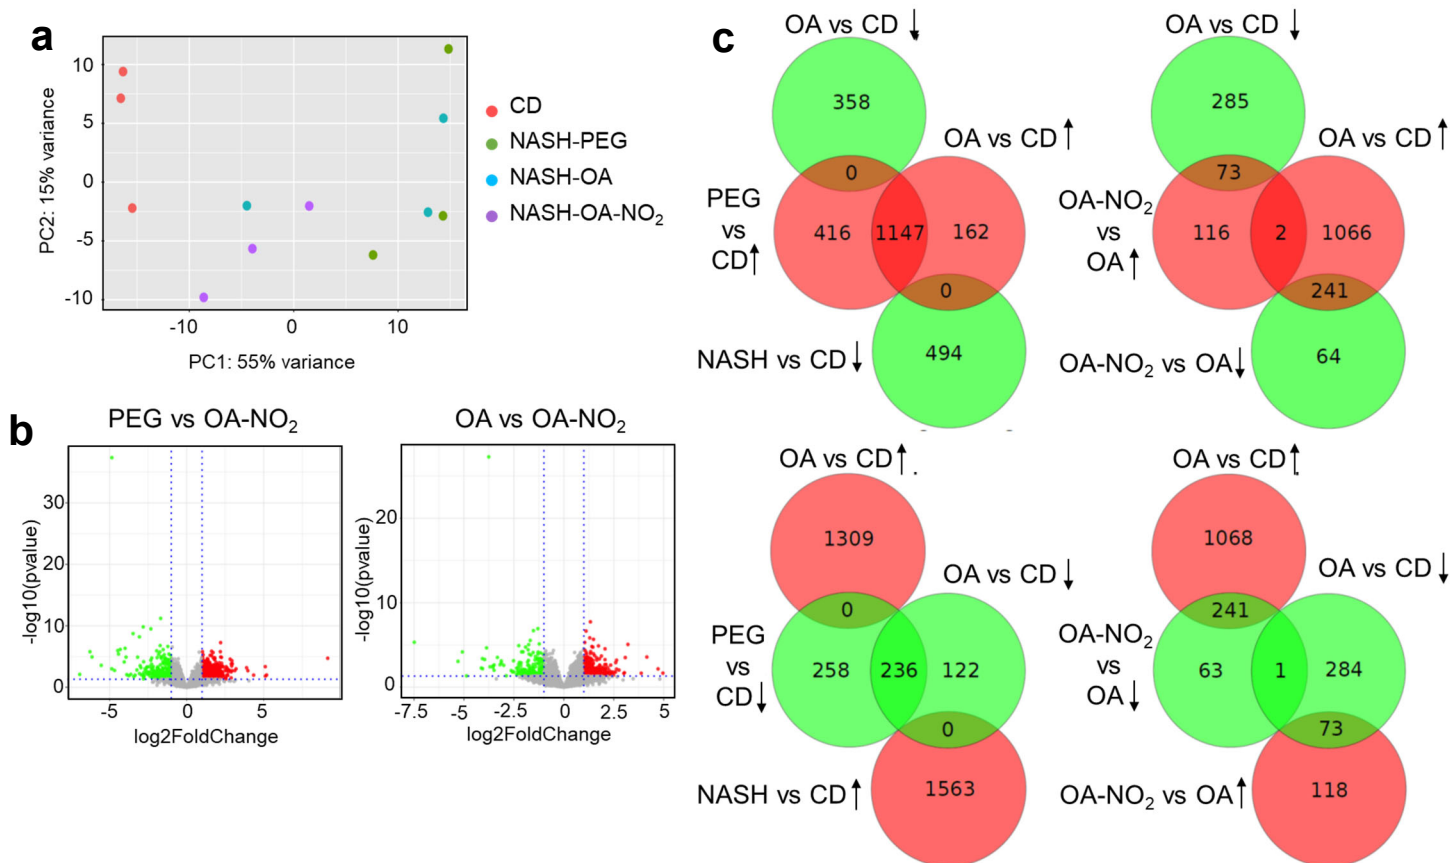 a
10
5
0
-5
-10
PC2: 15% variance
-10
0
10
PC1: 55% variance
CD
NASH-PEG
NASH-OA
NASH-OA-NO2
b
PEG vs OA-NO2
30
20
10
0
-log10(pvalue)
-5
0
5
log2FoldChange
OA vs OA-NO2
20
10
0
-log10(pvalue)
-7.5
-5
-2.5
0
2.5
5
log2FoldChange
c
OA vs CD ↓
358
OA vs CD ↑
0
PEG
vs
CD↑
416
1147
162
0
NASH vs CD ↓
494
OA vs CD ↓
285
OA vs CD ↑
73
OA-NO2
vs
OA ↑
116
2
1066
241
OA-NO2 vs OA↓
64
OA vs CD↑
1309
OA vs CD ↓
0
PEG
vs
CD↓
258
236
122
0
NASH vs CD↑
1563
OA vs CD↑
1068
OA vs CD↓
241
OA-NO2
vs
OA↓
63
1
284
73
OA-NO2 vs OA↑
118